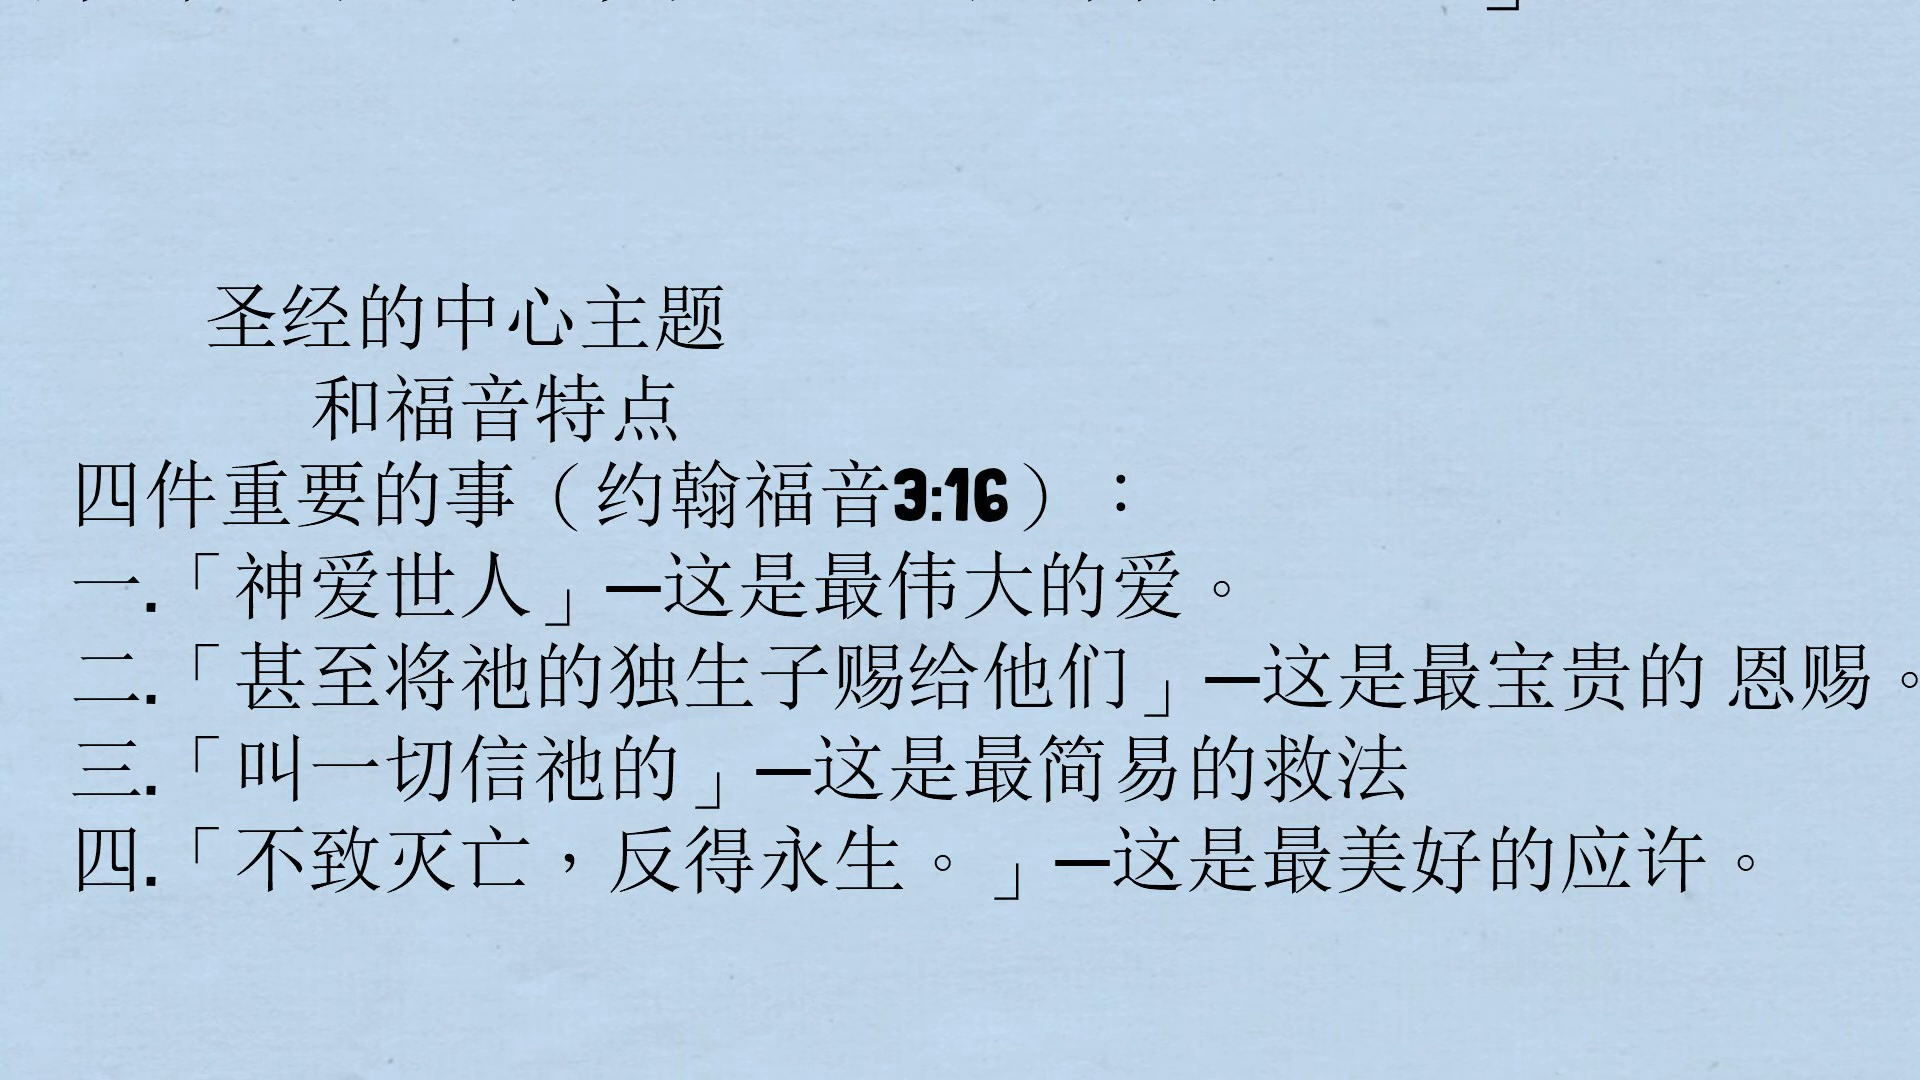 圣经的中心主题
和福音特点
四件重要的事（约翰福音3:16）：
一.「神爱世人」—这是最伟大的爱。
二.「甚至将祂的独生子赐给他们」—这是最宝贵的 恩赐。
三.「叫一切信祂的」—这是最简易的救法
四.「不致灭亡，反得永生。」—这是最美好的应许。